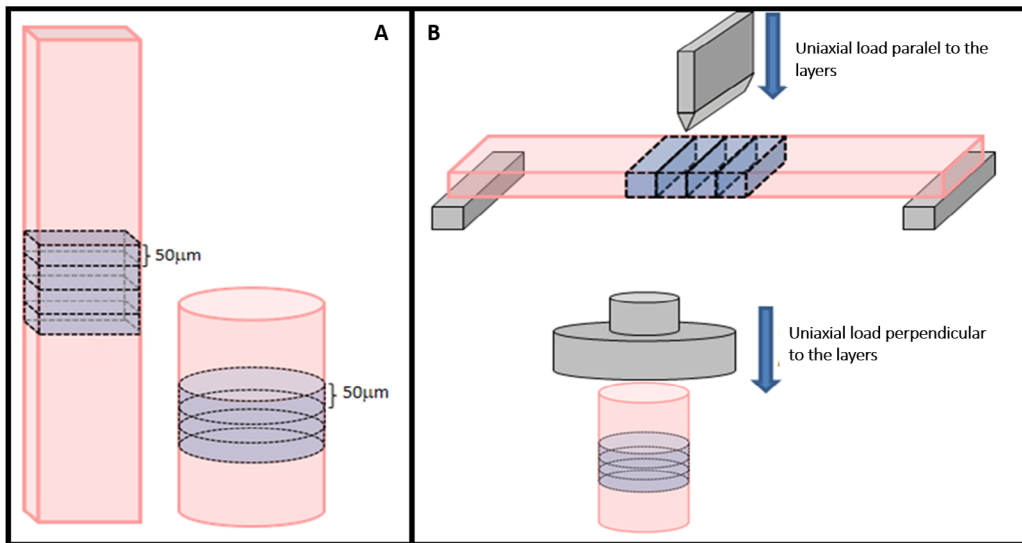 A
50μm
50μm
B
Uniaxial load paralel to the
layers
Uniaxial load perpendicular
to the layers